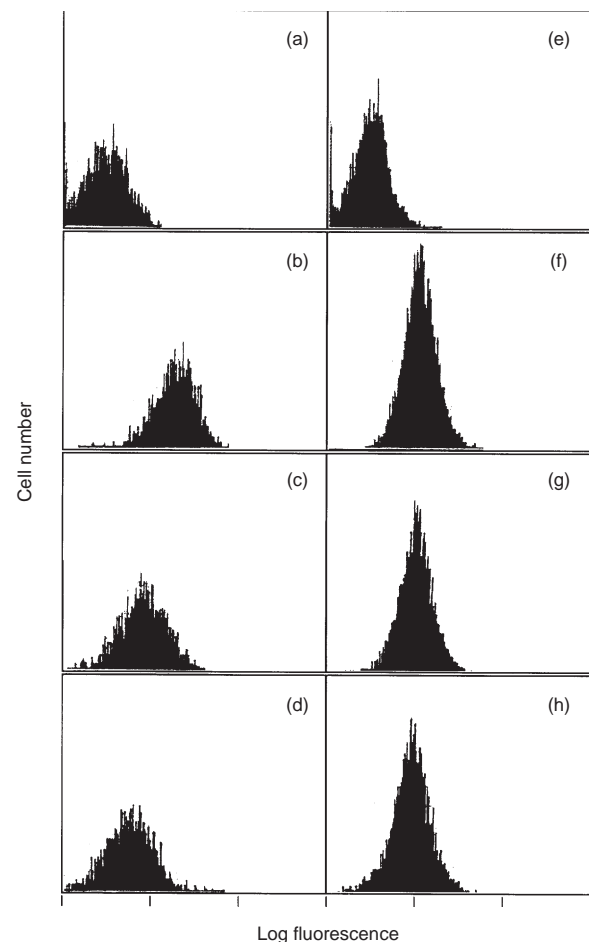 (a)
(e)
(b)
(f)
(c)
(g)
(d)
(h)
Cell number
Log fluorescence